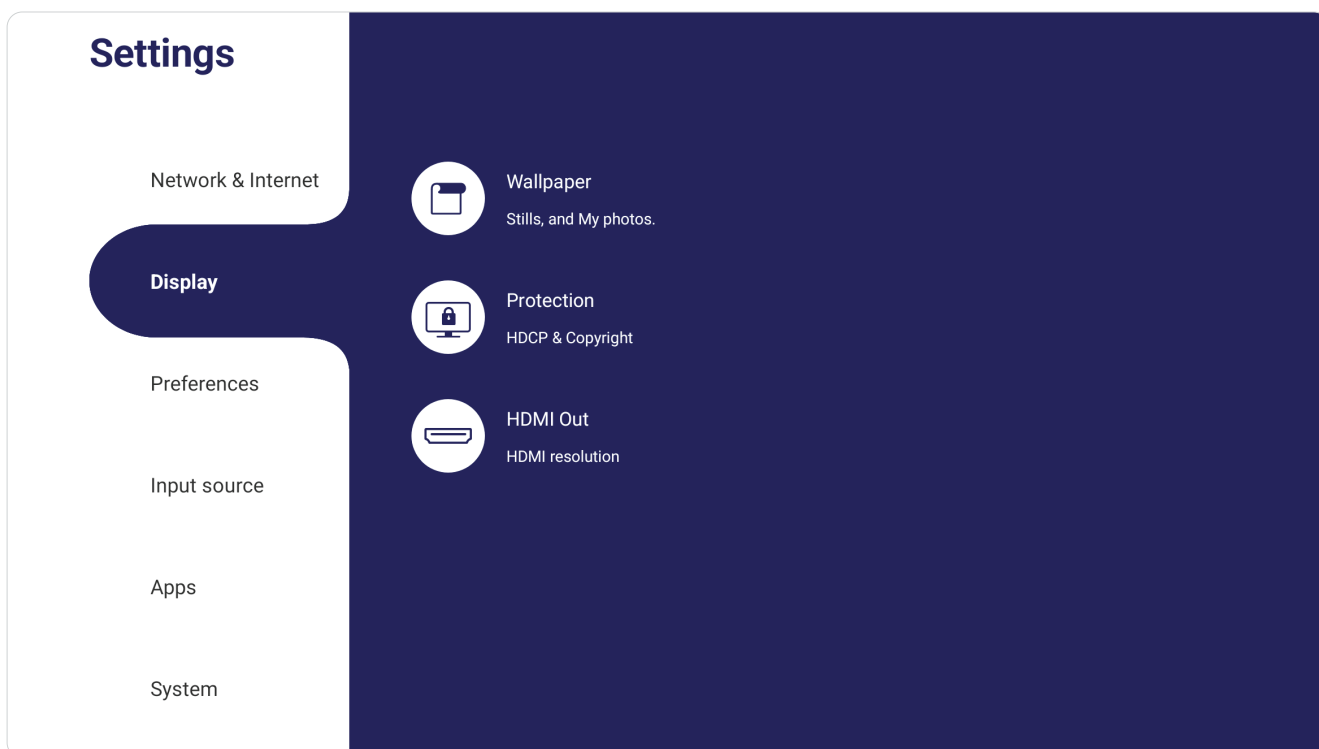 Settings
Network & Internet
Display
Preferences
Input source
Apps
System
Wallpaper
Stills, and My photos.
Protection
HDCP & Copyright
HDMI Out
HDMI resolution